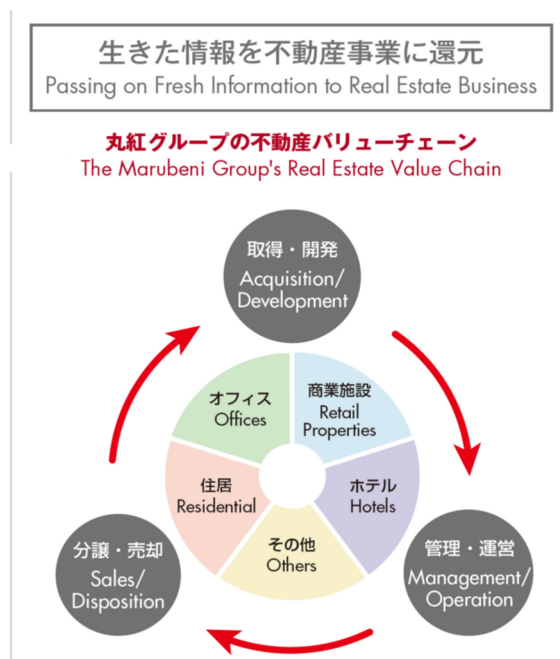 生きた情報を不動産事業に還元
Passing on Fresh Information to Real Estate Business
丸紅グループの不動産バリューチェーン
The Marubeni Group's Real Estate Value Chain
取得・開発
Acquisition/
Development
オフィス
Offices
商業施設
Retail
Properties
住居
Residential
ホテル
Hotels
その他
Others
分譲・売却
Sales/
Disposition
管理・運営
Management/
Operation